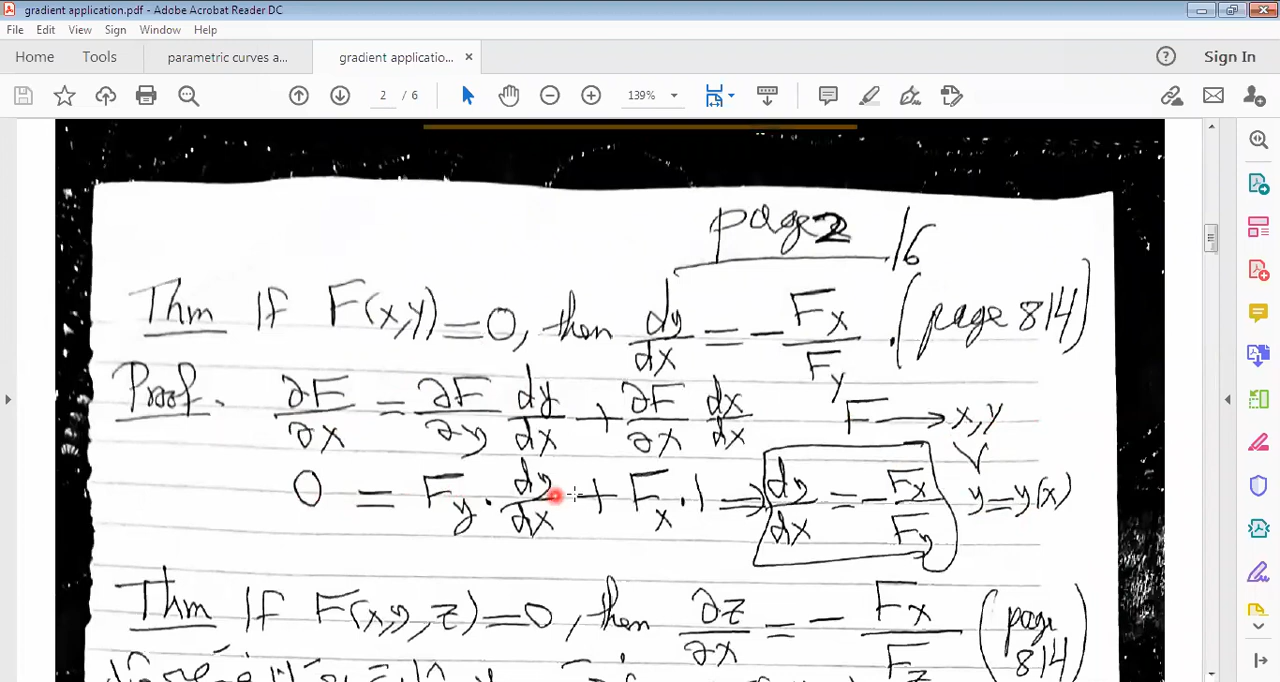 gradient application.pdf - Adobe Acrobat Reader DC
File Edit View Sign Window Help
Home Tools parametric curves a... gradient applicatio... × Sign In
2 / 6 139%
page 2 /6
Thm If F(x,y)=0, then dy/dx = - Fx/Fy . (page 814)
Proof. ∂F/∂x = ∂F/∂y dy/dx + ∂F/∂x dx/dx F → x,y
0 = Fy . dy/dx + Fx . 1 ⇒ dy/dx = - Fx/Fy y=y(x)
Thm If F(x,y,z)=0, then ∂z/∂x = - Fx/Fz (page 814)